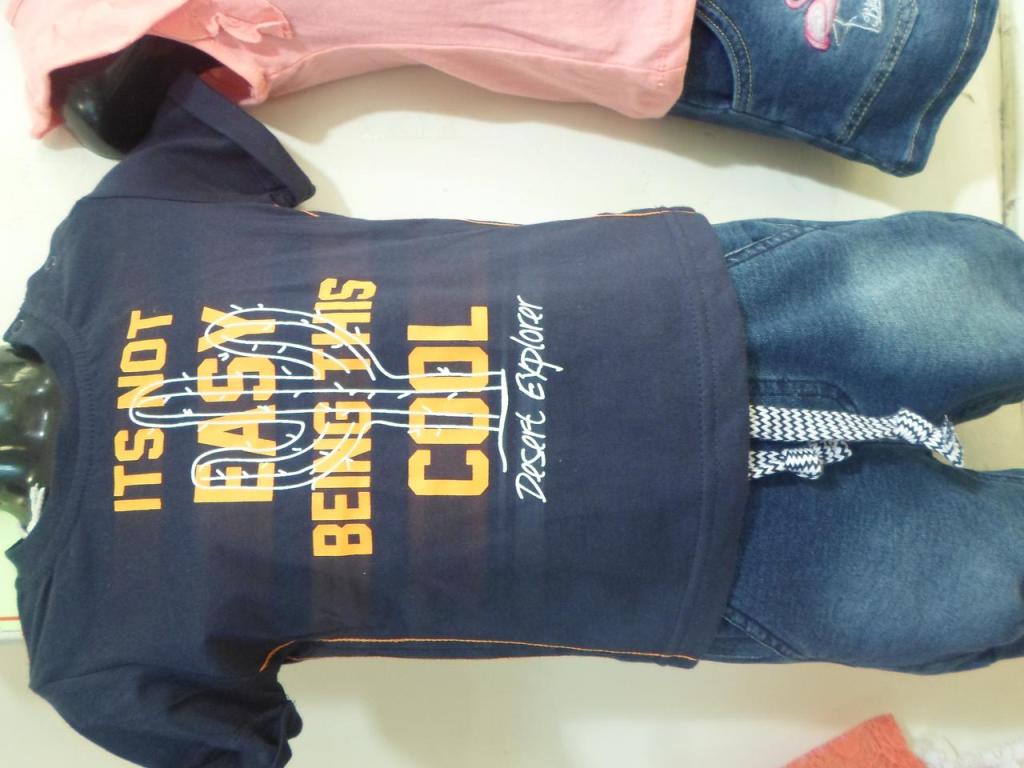 ITS NOT
EASY
BEING THIS
COOL
Desert Explorer